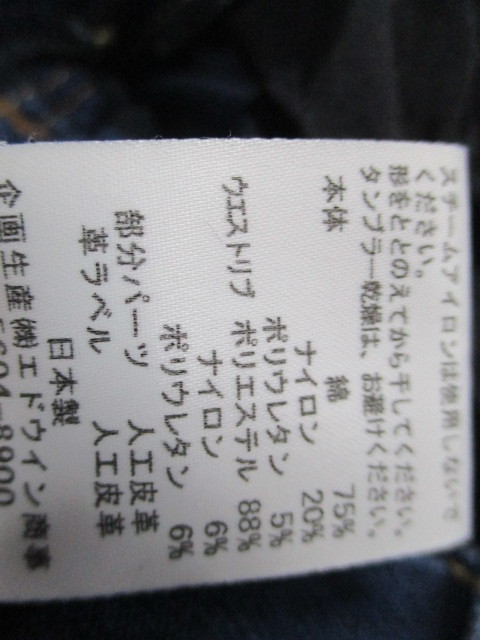 スチームアイロンは使用しないで
ください。
形をととのえてから干してください。
タンブラー乾燥は、お避けください。
本体 綿 75%
ナイロン 20%
ポリウレタン 5%
ウエストリブ ポリエステル 88%
ナイロン 6%
ポリウレタン 6%
部分パーツ 人工皮革
革ラベル 人工皮革
日本製
企画生産㈱エドウイン商事
5604-8900